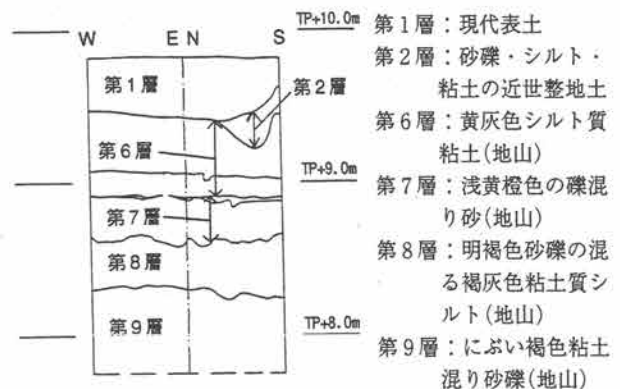 TP+10.0m
W E N S
第1層
第2層
第6層
TP+9.0m
第7層
第8層
TP+8.0m
第9層
第1層：現代表土
第2層：砂礫・シルト・
粘土の近世整地土
第6層：黄灰色シルト質
粘土(地山)
第7層：浅黄橙色の礫混
り砂(地山)
第8層：明褐色砂礫の混
る褐灰色粘土質シ
ルト(地山)
第9層：にぶい褐色粘土
混り砂礫(地山)